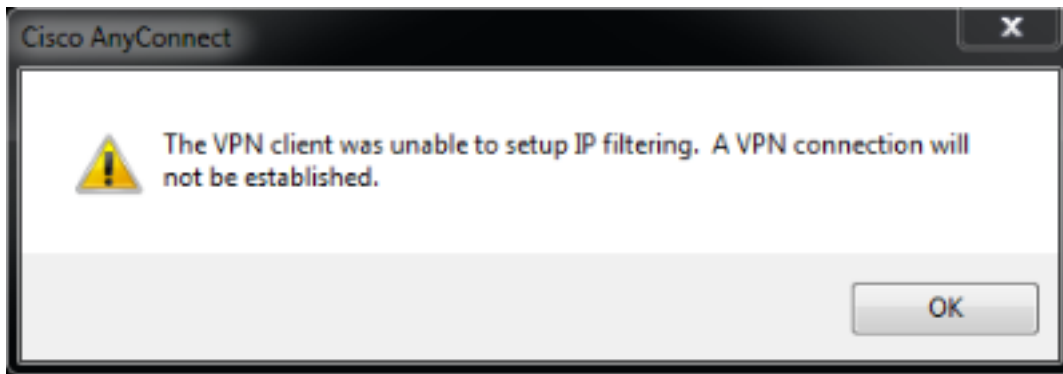 Cisco AnyConnect
The VPN client was unable to setup IP filtering.  A VPN connection will
not be established.
OK